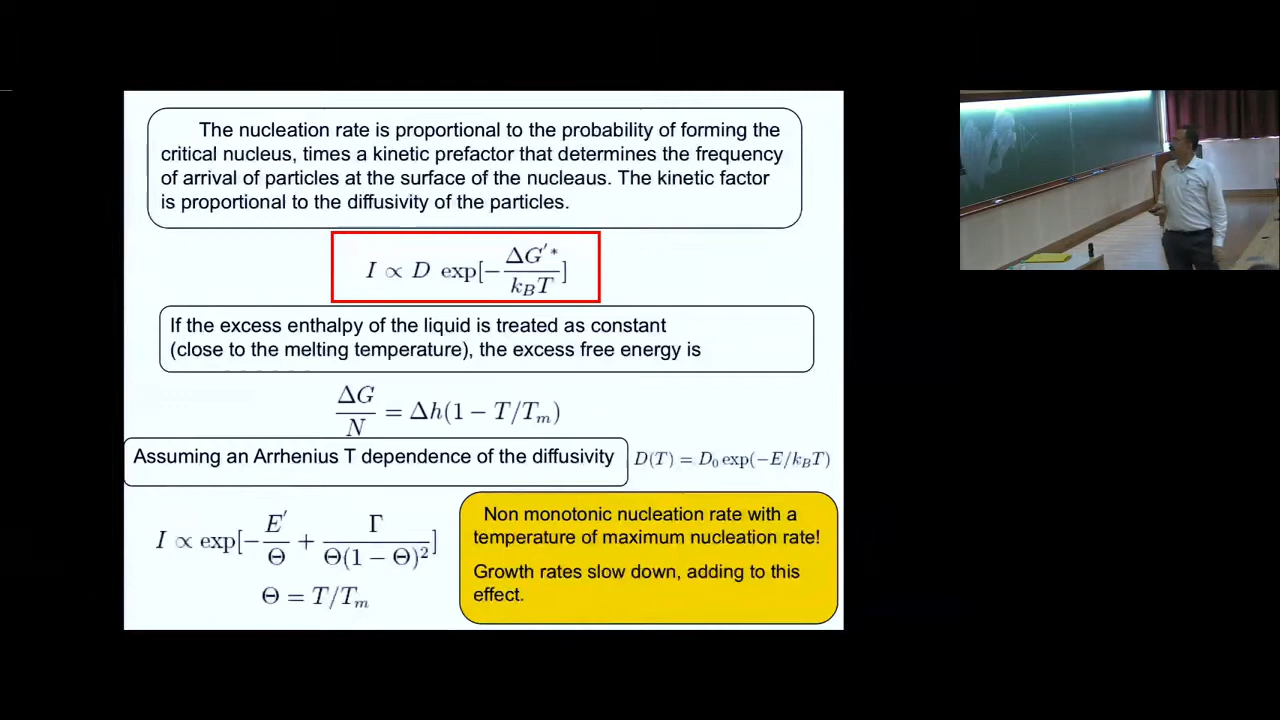 The nucleation rate is proportional to the probability of forming the
critical nucleus, times a kinetic prefactor that determines the frequency
of arrival of particles at the surface of the nucleaus. The kinetic factor
is proportional to the diffusivity of the particles.
I ∝ D exp[−ΔG′*/k_BT]
If the excess enthalpy of the liquid is treated as constant
(close to the melting temperature), the excess free energy is
ΔG/N = Δh(1 − T/T_m)
Assuming an Arrhenius T dependence of the diffusivity
D(T) = D₀ exp(−E/k_BT)
I ∝ exp[−E′/Θ + Γ/Θ(1 − Θ)²]
Θ = T/T_m
Non monotonic nucleation rate with a
temperature of maximum nucleation rate!
Growth rates slow down, adding to this
effect.